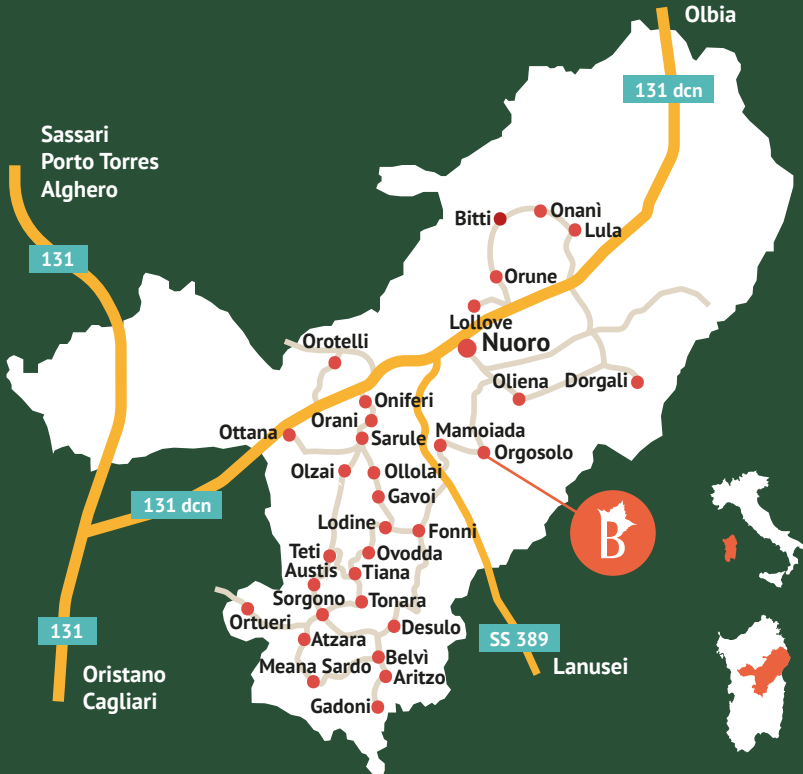 Olbia
131 dcn
Sassari
Porto Torres
Alghero
131
Bitti
Onanì
Lula
Orune
Lollove
Nuoro
Orotelli
Oliena
Dorgali
Oniferi
Orani
Ottana
Sarule
Mamoiada
Orgosolo
Olzai
Ollolai
Gavoi
131 dcn
Lodine
Fonni
B
Teti
Ovodda
Austis
Tiana
Sorgono
Tonara
Ortueri
Desulo
131
Atzara
SS 389
Meana Sardo
Belvì
Lanusei
Oristano
Cagliari
Aritzo
Gadoni